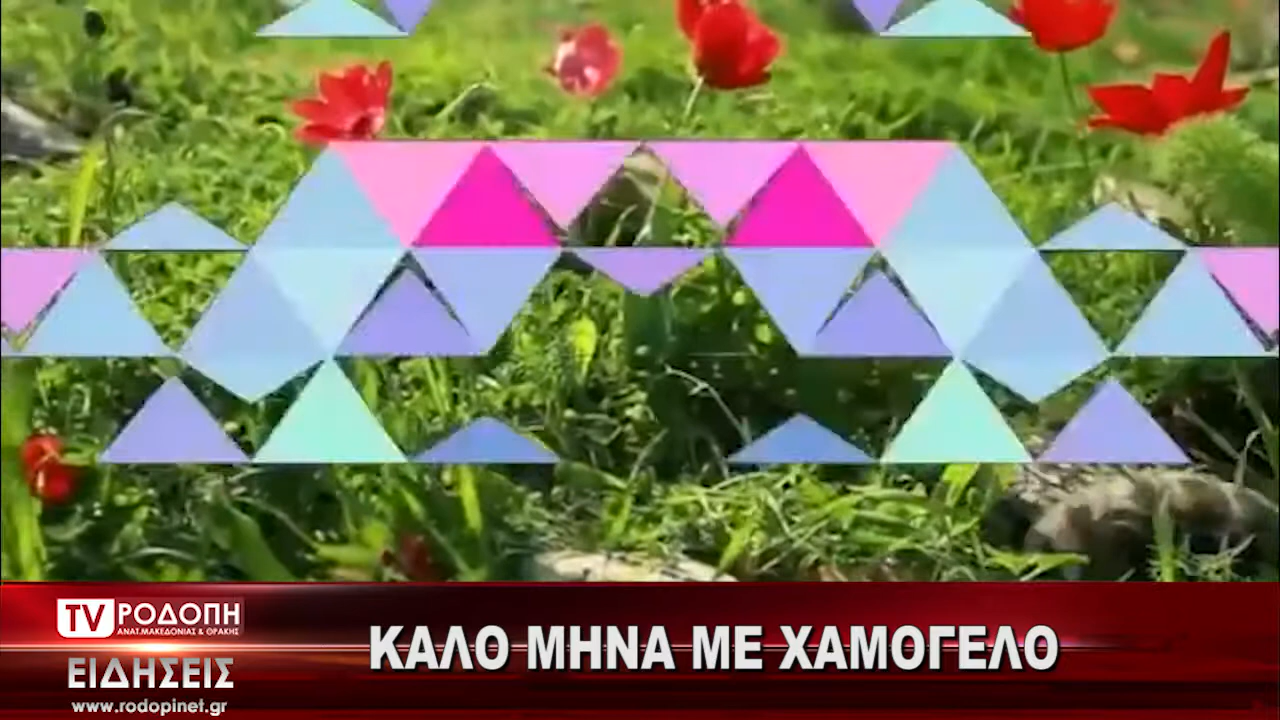 TV ΡΟΔΟΠΗ
ΑΝΑΤ.ΜΑΚΕΔΟΝΙΑΣ & ΘΡΑΚΗΣ
ΕΙΔΗΣΕΙΣ
www.rodopinet.gr
ΚΑΛΟ ΜΗΝΑ ΜΕ ΧΑΜΟΓΕΛΟ